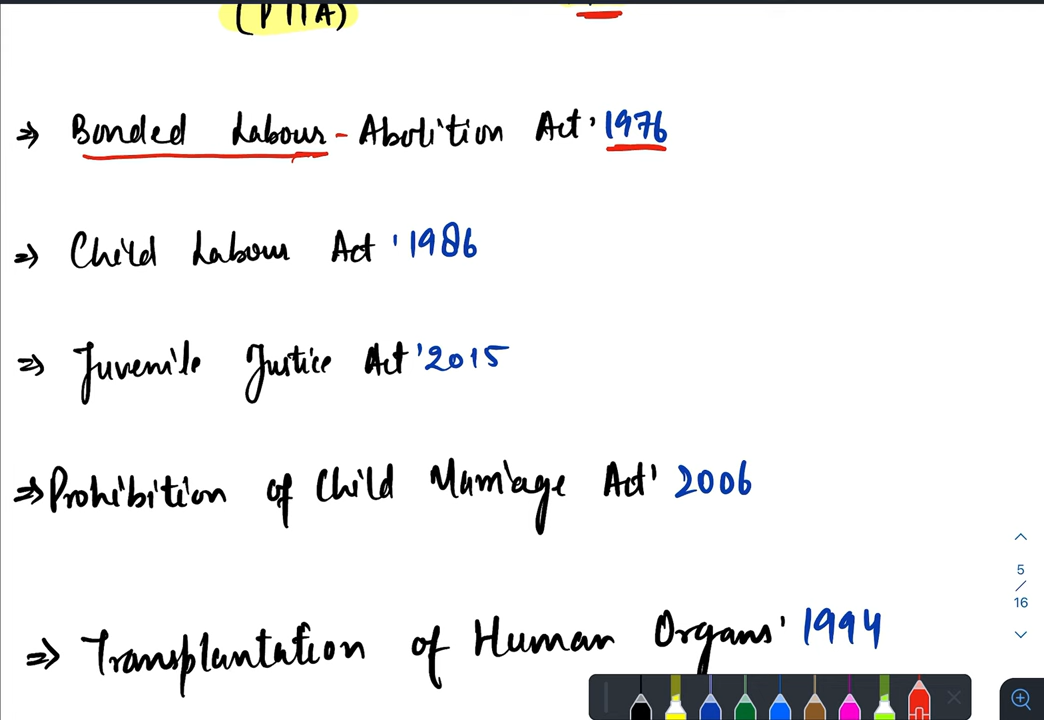 (PITA)
⇒ Bonded Labour - Abolition Act' 1976
⇒ Child Labour Act '1986
⇒ Juvenile Justice Act '2015
⇒ Prohibition of Child Marriage Act' 2006
⇒ Transplantation of Human Organs' 1994
5
/
16